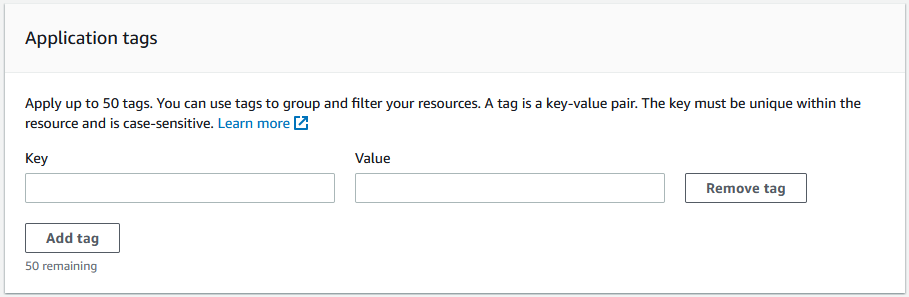 Application tags
Apply up to 50 tags. You can use tags to group and filter your resources. A tag is a key-value pair. The key must be unique within the
resource and is case-sensitive. Learn more
Key Value
Remove tag
Add tag
50 remaining